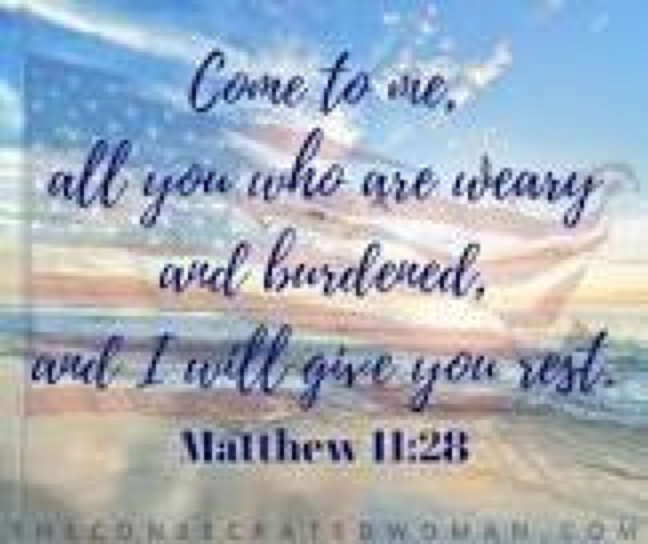 Come to me,
all you who are weary
and burdened,
and I will give you rest.
Matthew 11:28
THECONSECRATEDWOMAN.COM